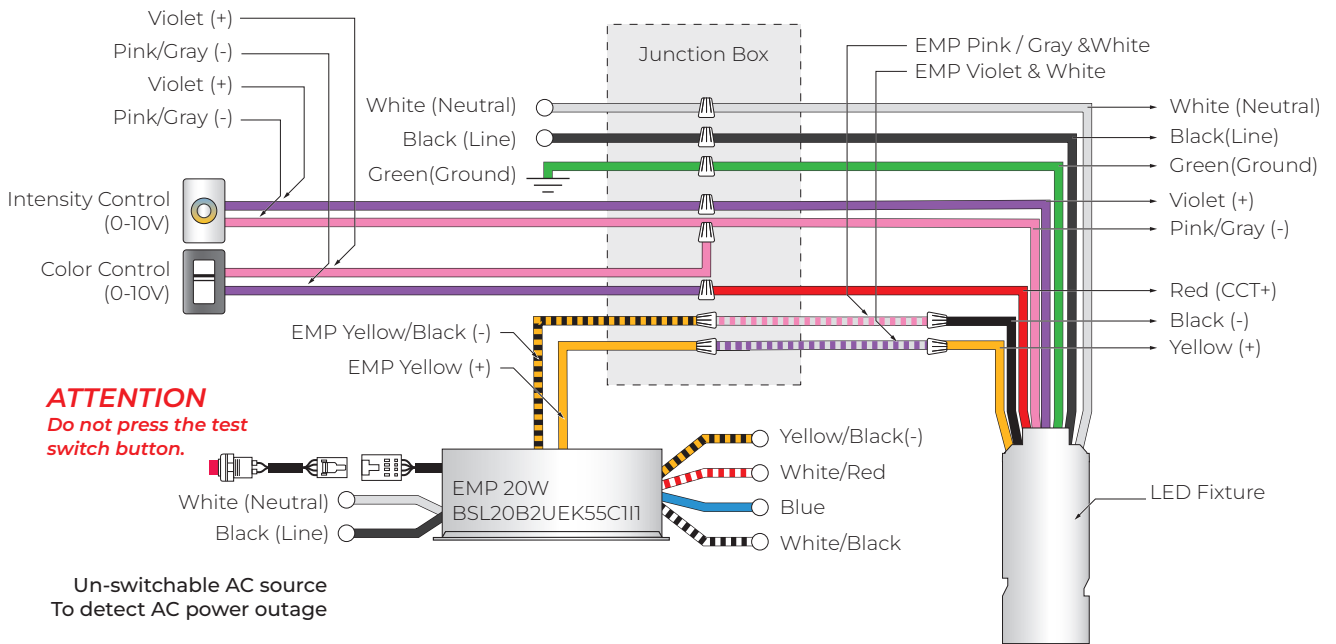 Violet (+)
Pink/Gray (-)
Violet (+)
Pink/Gray (-)
Intensity Control
(0-10V)
Color Control
(0-10V)
Junction Box
White (Neutral)
Black (Line)
Green(Ground)
EMP Pink / Gray &White
EMP Violet & White
White (Neutral)
Black(Line)
Green(Ground)
Violet (+)
Pink/Gray (-)
Red (CCT+)
Black (-)
Yellow (+)
EMP Yellow/Black (-)
EMP Yellow (+)
ATTENTION
Do not press the test
switch button.
White (Neutral)
Black (Line)
EMP 20W
BSL20B2UEK55C1I1
Yellow/Black(-)
White/Red
Blue
White/Black
LED Fixture
Un-switchable AC source
To detect AC power outage